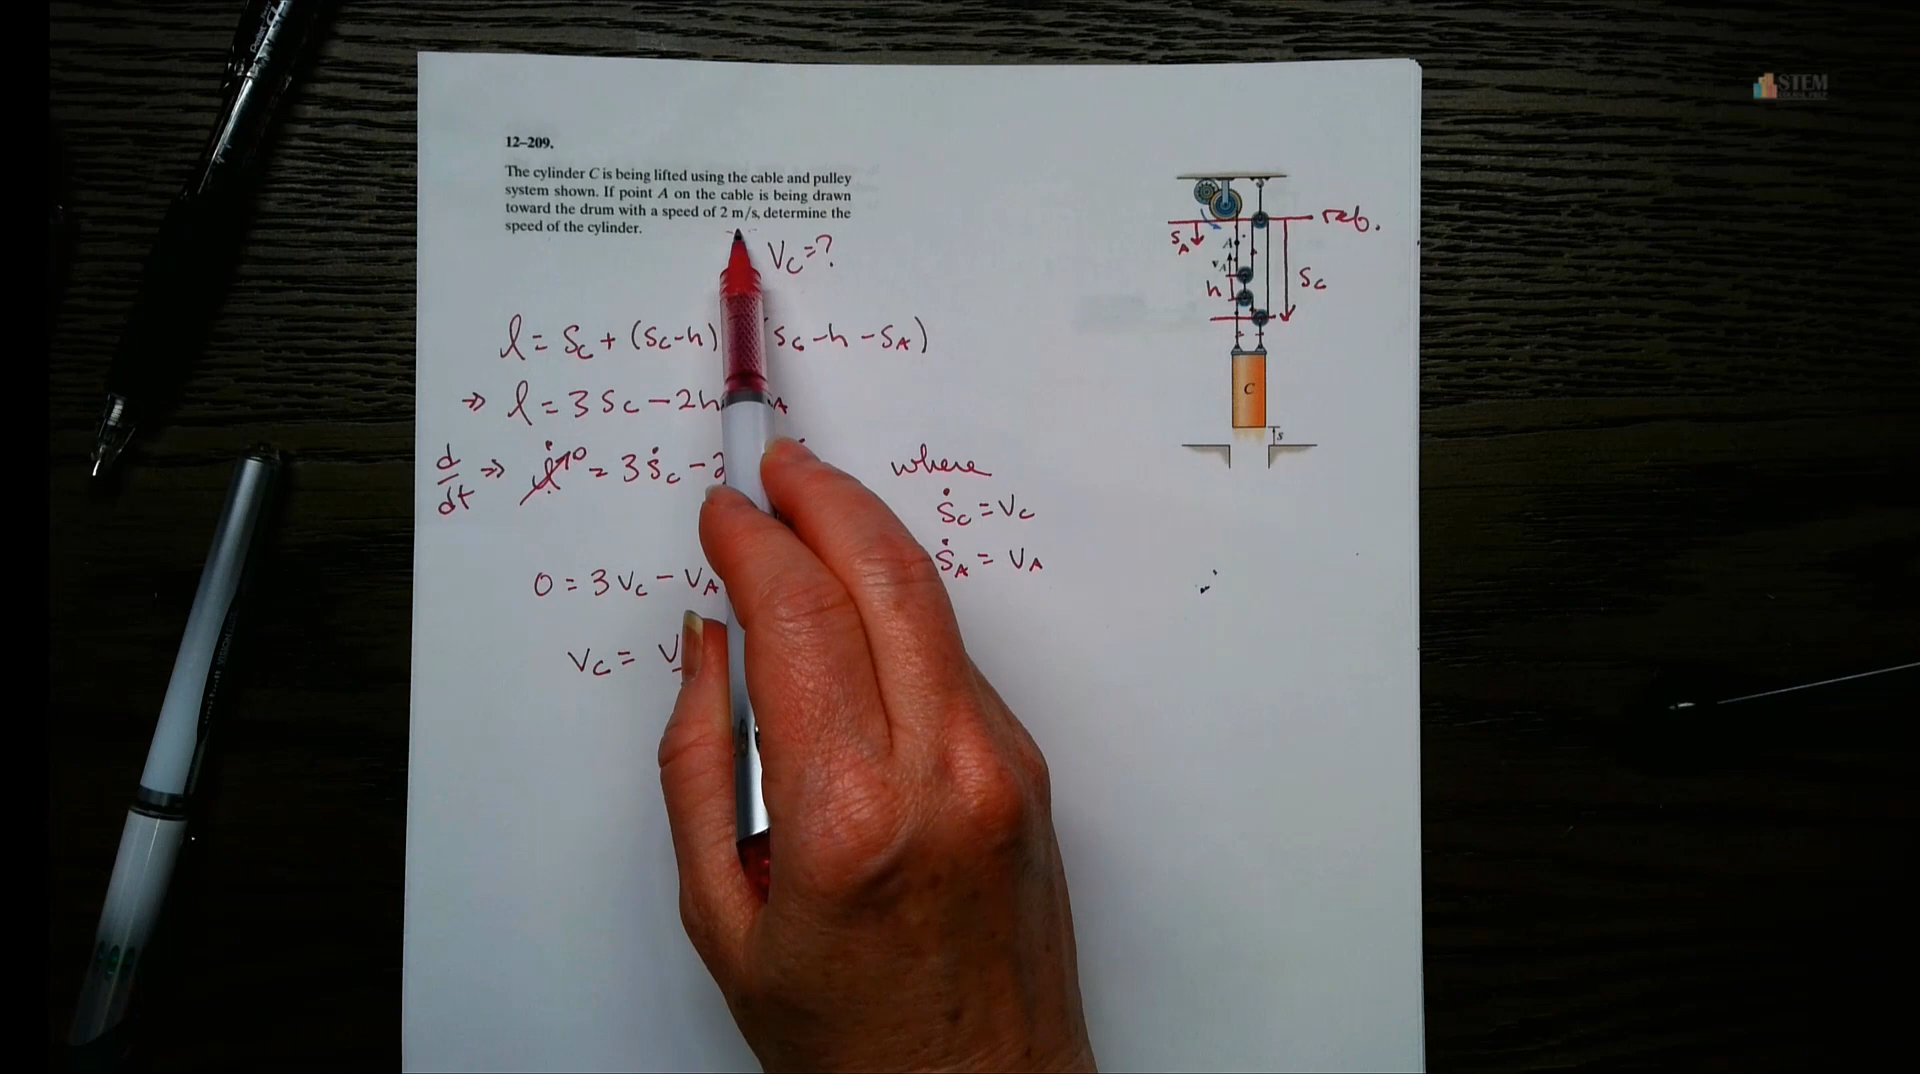 12–209.
The cylinder C is being lifted using the cable and pulley
system shown. If point A on the cable is being drawn
toward the drum with a speed of 2 m/s, determine the
speed of the cylinder.
Vc=?
l = Sc + (Sc-h) Sc -h -SA)
⇒ l = 3Sc - 2h A
d/dt ⇒ l̇ 0 = 3Ṡc - 2
where
Ṡc = Vc
ṠA = VA
0 = 3Vc - VA
Vc = V
ref.
SA
A
vA
h
Sc
C
s
STEM